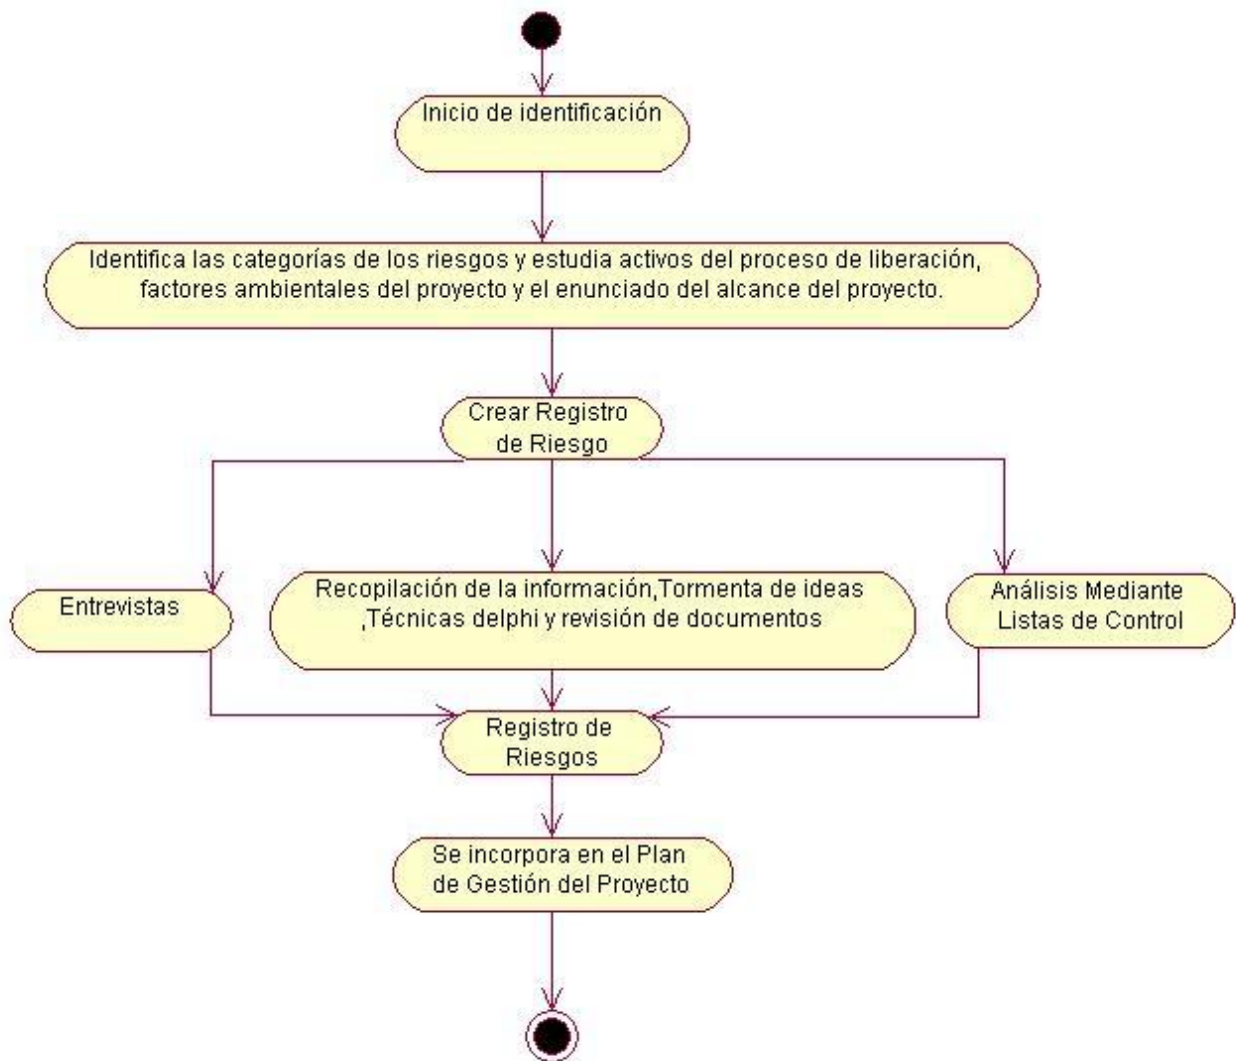 Inicio de identificación
Identifica las categorías de los riesgos y estudia activos del proceso de liberación,
factores ambientales del proyecto y el enunciado del alcance del proyecto.
Crear Registro
de Riesgo
Entrevistas
Recopilación de la información,Tormenta de ideas
,Técnicas delphi y revisión de documentos
Análisis Mediante
Listas de Control
Registro de
Riesgos
Se incorpora en el Plan
de Gestión del Proyecto